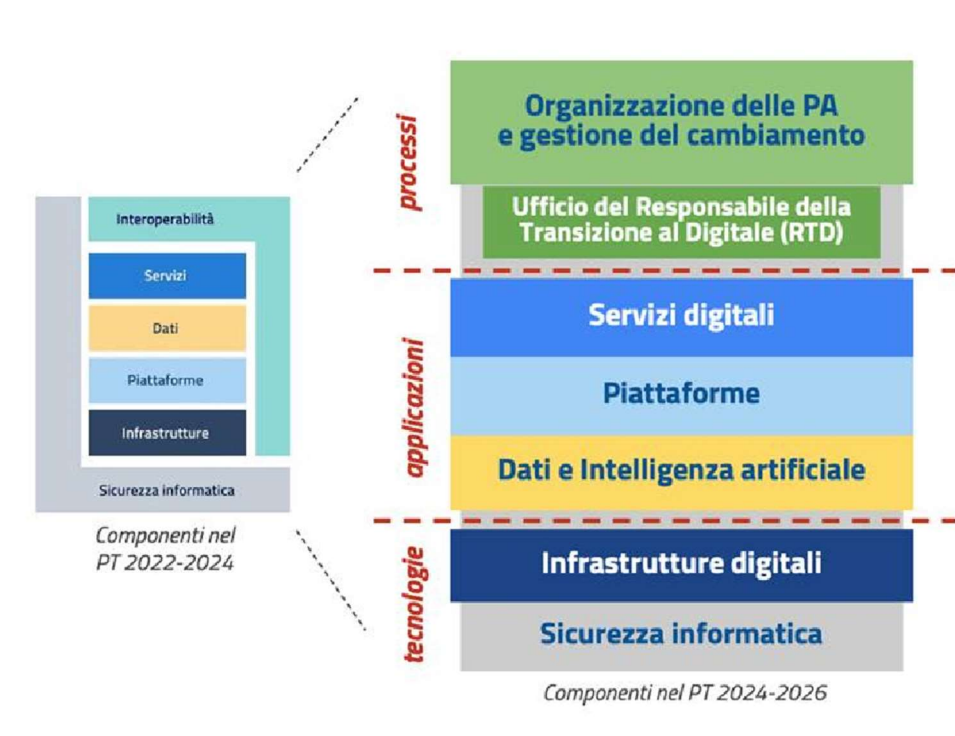 Interoperabilità
Servizi
Dati
Piattaforme
Infrastrutture
Sicurezza informatica
Componenti nel
PT 2022-2024
processi
Organizzazione delle PA
e gestione del cambiamento
Ufficio del Responsabile della
Transizione al Digitale (RTD)
applicazioni
Servizi digitali
Piattaforme
Dati e Intelligenza artificiale
tecnologie
Infrastrutture digitali
Sicurezza informatica
Componenti nel PT 2024-2026